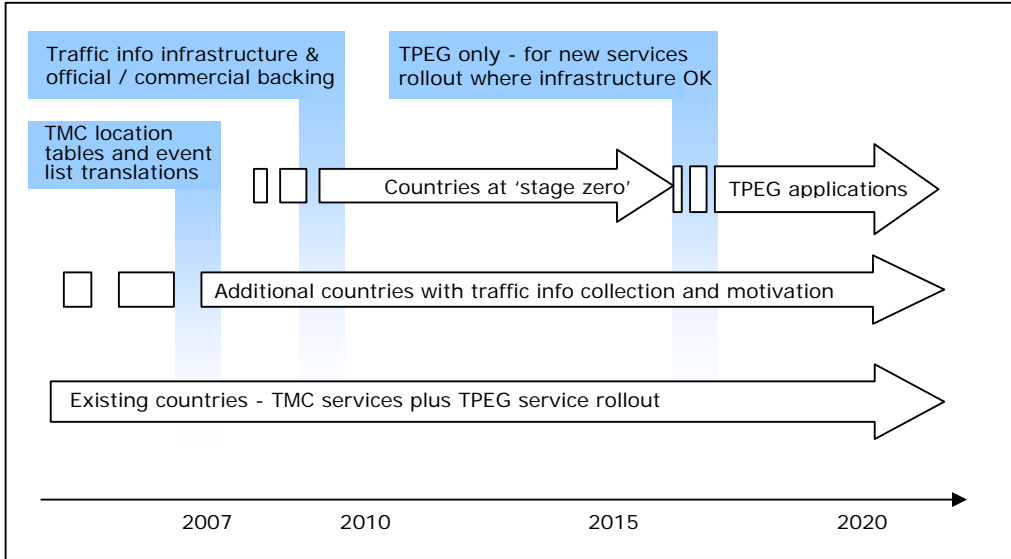 Traffic info infrastructure &
official / commercial backing
TPEG only - for new services
rollout where infrastructure OK
TMC location
tables and event
list translations
Countries at ‘stage zero’
TPEG applications
Additional countries with traffic info collection and motivation
Existing countries - TMC services plus TPEG service rollout
2007
2010
2015
2020